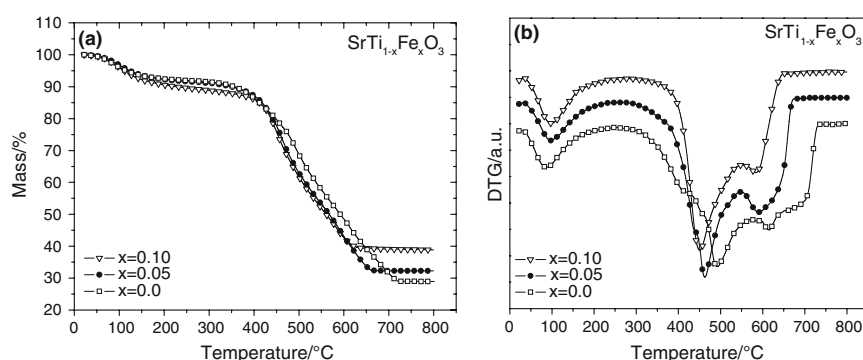 (a)
SrTi1-xFexO3
Mass/%
110
100
90
80
70
60
50
40
30
20
x=0.10
x=0.05
x=0.0
0 100 200 300 400 500 600 700 800
Temperature/°C
(b)
SrTi1-xFexO3
DTG/a.u.
x=0.10
x=0.05
x=0.0
0 100 200 300 400 500 600 700 800
Temperature/°C